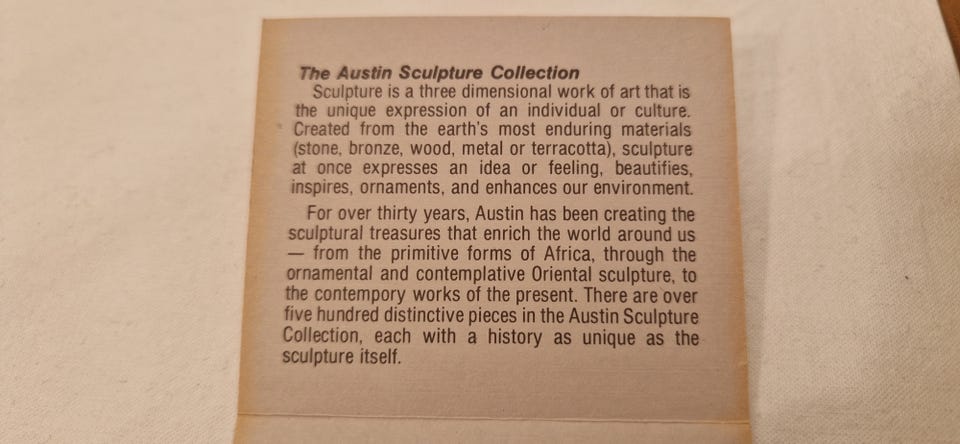 The Austin Sculpture Collection
Sculpture is a three dimensional work of art that is
the unique expression of an individual or culture.
Created from the earth's most enduring materials
(stone, bronze, wood, metal or terracotta), sculpture
at once expresses an idea or feeling, beautifies,
inspires, ornaments, and enhances our environment.
For over thirty years, Austin has been creating the
sculptural treasures that enrich the world around us
— from the primitive forms of Africa, through the
ornamental and contemplative Oriental sculpture, to
the contempory works of the present. There are over
five hundred distinctive pieces in the Austin Sculpture
Collection, each with a history as unique as the
sculpture itself.